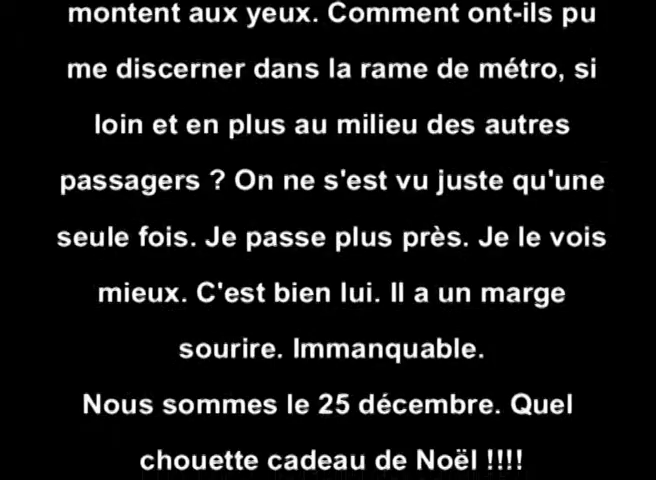 montent aux yeux. Comment ont-ils pu
me discerner dans la rame de métro, si
loin et en plus au milieu des autres
passagers ? On ne s'est vu juste qu'une
seule fois. Je passe plus près. Je le vois
mieux. C'est bien lui. Il a un marge
sourire. Immanquable.
Nous sommes le 25 décembre. Quel
chouette cadeau de Noël !!!!